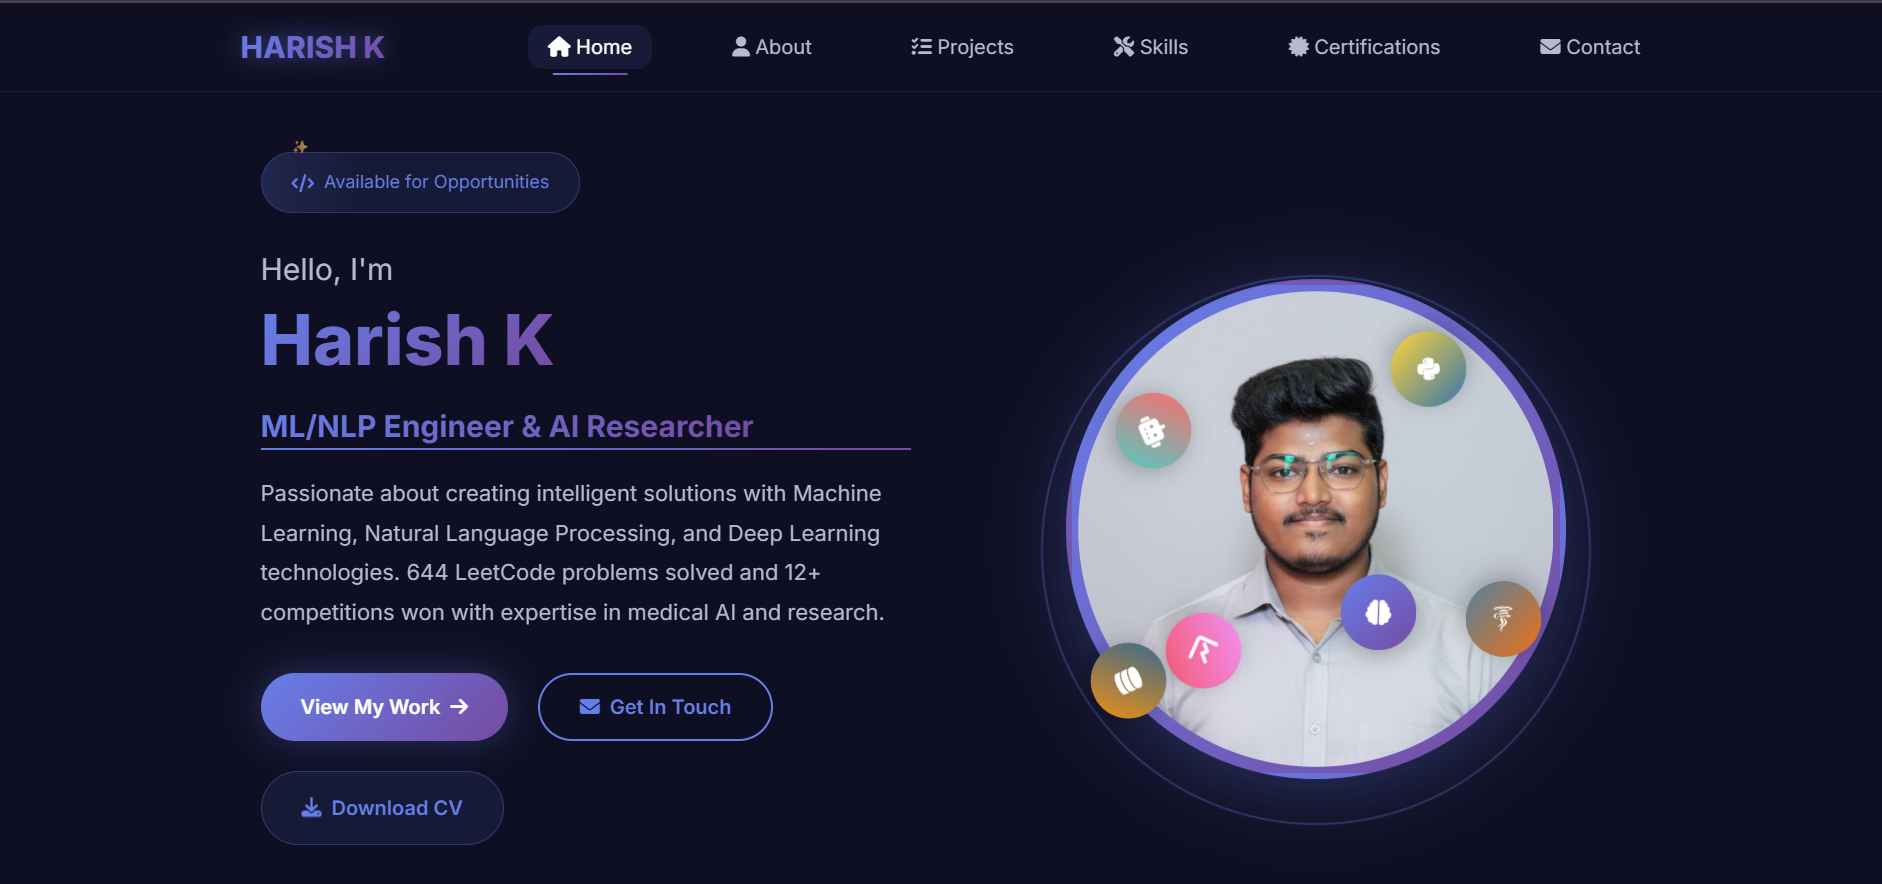 HARISH K
Home
About
Projects
Skills
Certifications
Contact
Available for Opportunities
Hello, I'm
Harish K
ML/NLP Engineer & AI Researcher
Passionate about creating intelligent solutions with Machine
Learning, Natural Language Processing, and Deep Learning
technologies. 644 LeetCode problems solved and 12+
competitions won with expertise in medical AI and research.
View My Work
Get In Touch
Download CV